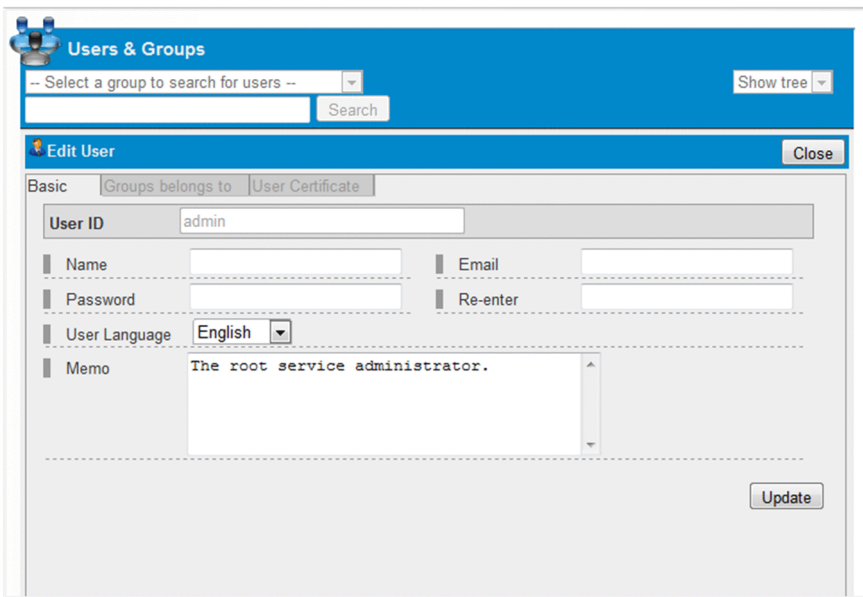 Users & Groups
-- Select a group to search for users --
Show tree
Search
Edit User
Close
Basic
Groups belongs to
User Certificate
User ID
admin
Name
Email
Password
Re-enter
User Language
English
Memo
The root service administrator.
Update